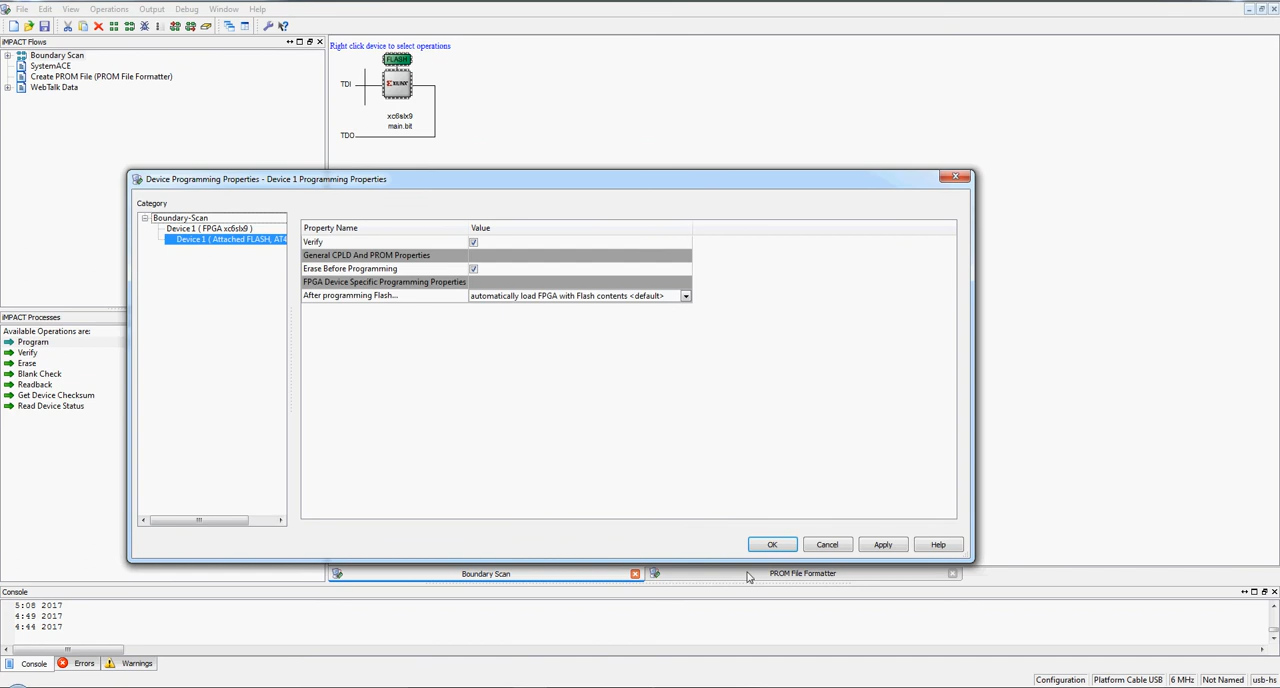 File Edit View Operations Output Debug Window Help
iMPACT Flows
Boundary Scan
SystemACE
Create PROM File (PROM File Formatter)
WebTalk Data
Right click device to select operations
FLASH
TDI
XILINX
xc6slx9
main.bit
TDO
Device Programming Properties - Device 1 Programming Properties
Category
Boundary-Scan
Device 1 ( FPGA xc6slx9 )
Device 1 ( Attached FLASH, AT4
Property Name Value
Verify
General CPLD And PROM Properties
Erase Before Programming
FPGA Device Specific Programming Properties
After programming Flash... automatically load FPGA with Flash contents <default>
OK Cancel Apply Help
iMPACT Processes
Available Operations are:
Program
Verify
Erase
Blank Check
Readback
Get Device Checksum
Read Device Status
Boundary Scan PROM File Formatter
Console
5:08 2017
4:49 2017
4:44 2017
Console Errors Warnings
Configuration Platform Cable USB 6 MHz Not Named usb-hs